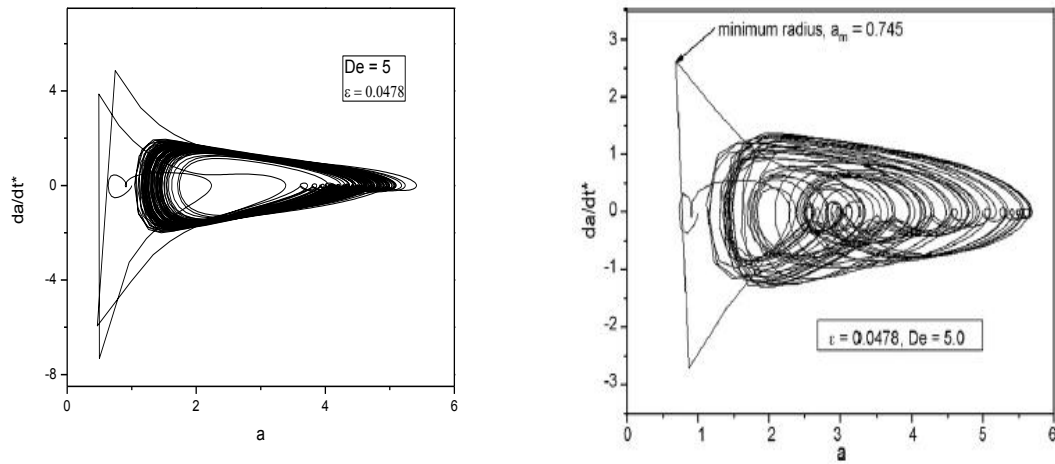 De = 5
ε = 0.0478
4
0
-4
-8
0
2
4
6
da/dt*
a
minimum radius, a_m = 0.745
3
2
1
0
-1
-2
-3
0
1
2
3
4
5
6
ε = 0.0478, De = 5.0
da/dt*
a